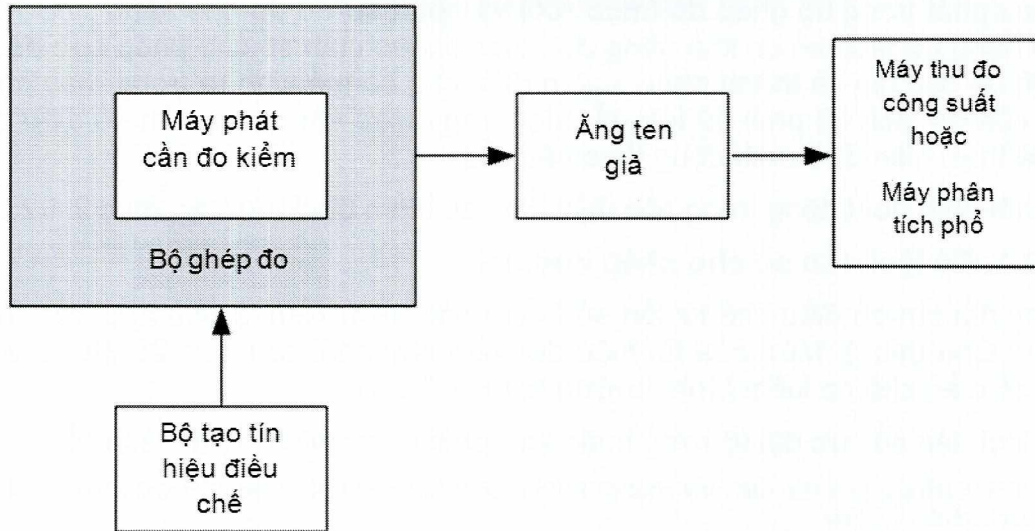 Máy phát
cần đo kiểm
Bộ ghép đo
Ăng ten
giả
Máy thu đo
công suất
hoặc
Máy phân
tích phổ
Bộ tạo tín
hiệu điều
chế